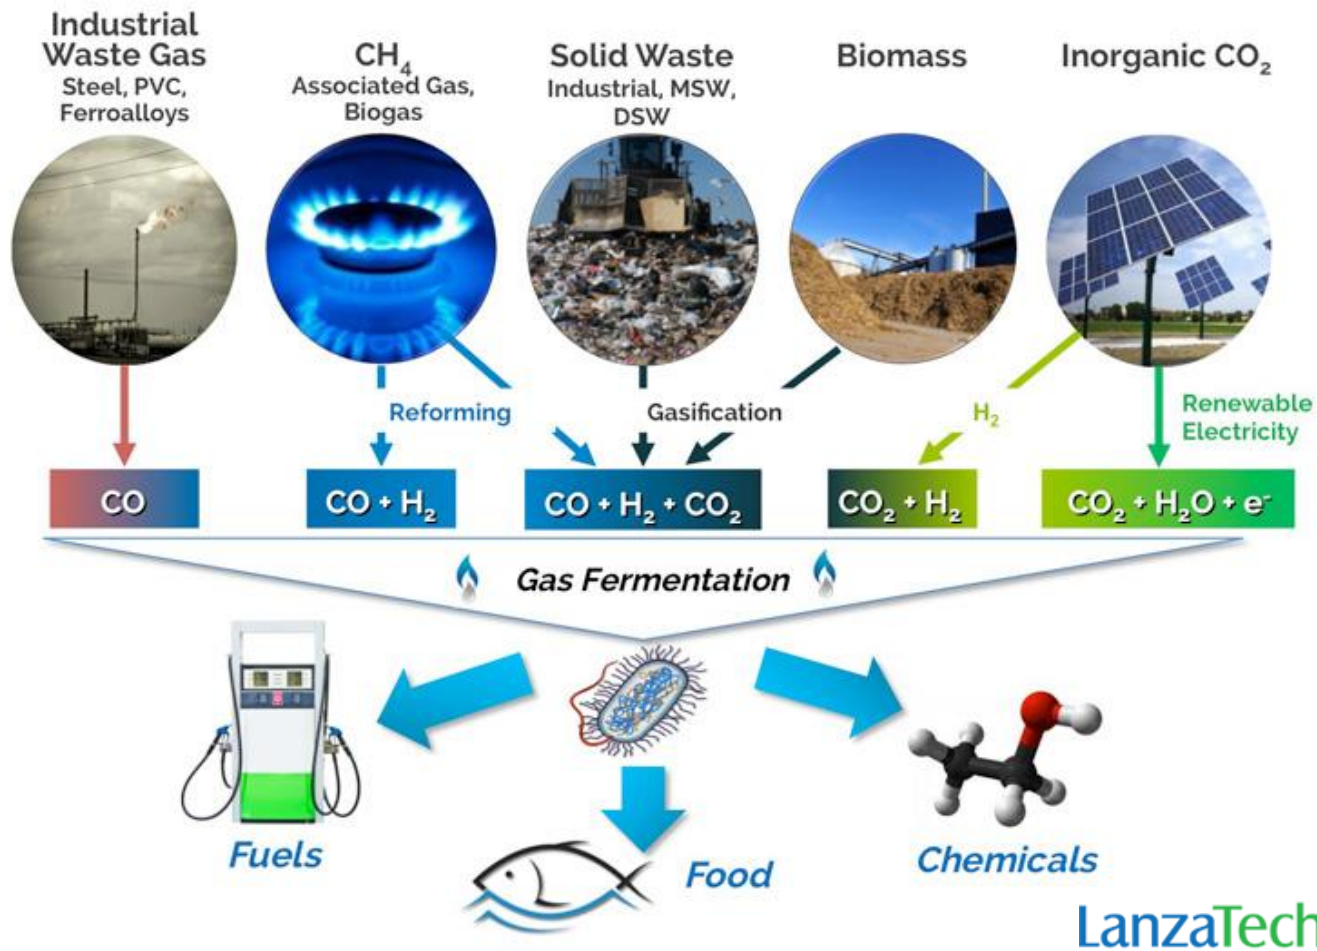 Industrial
Waste Gas
Steel, PVC,
Ferroalloys
CH₄
Associated Gas,
Biogas
Solid Waste
Industrial, MSW,
DSW
Biomass
Inorganic CO₂
Reforming
Gasification
H₂
Renewable
Electricity
CO
CO + H₂
CO + H₂ + CO₂
CO₂ + H₂
CO₂ + H₂O + e⁻
Gas Fermentation
Fuels
Food
Chemicals
LanzaTech